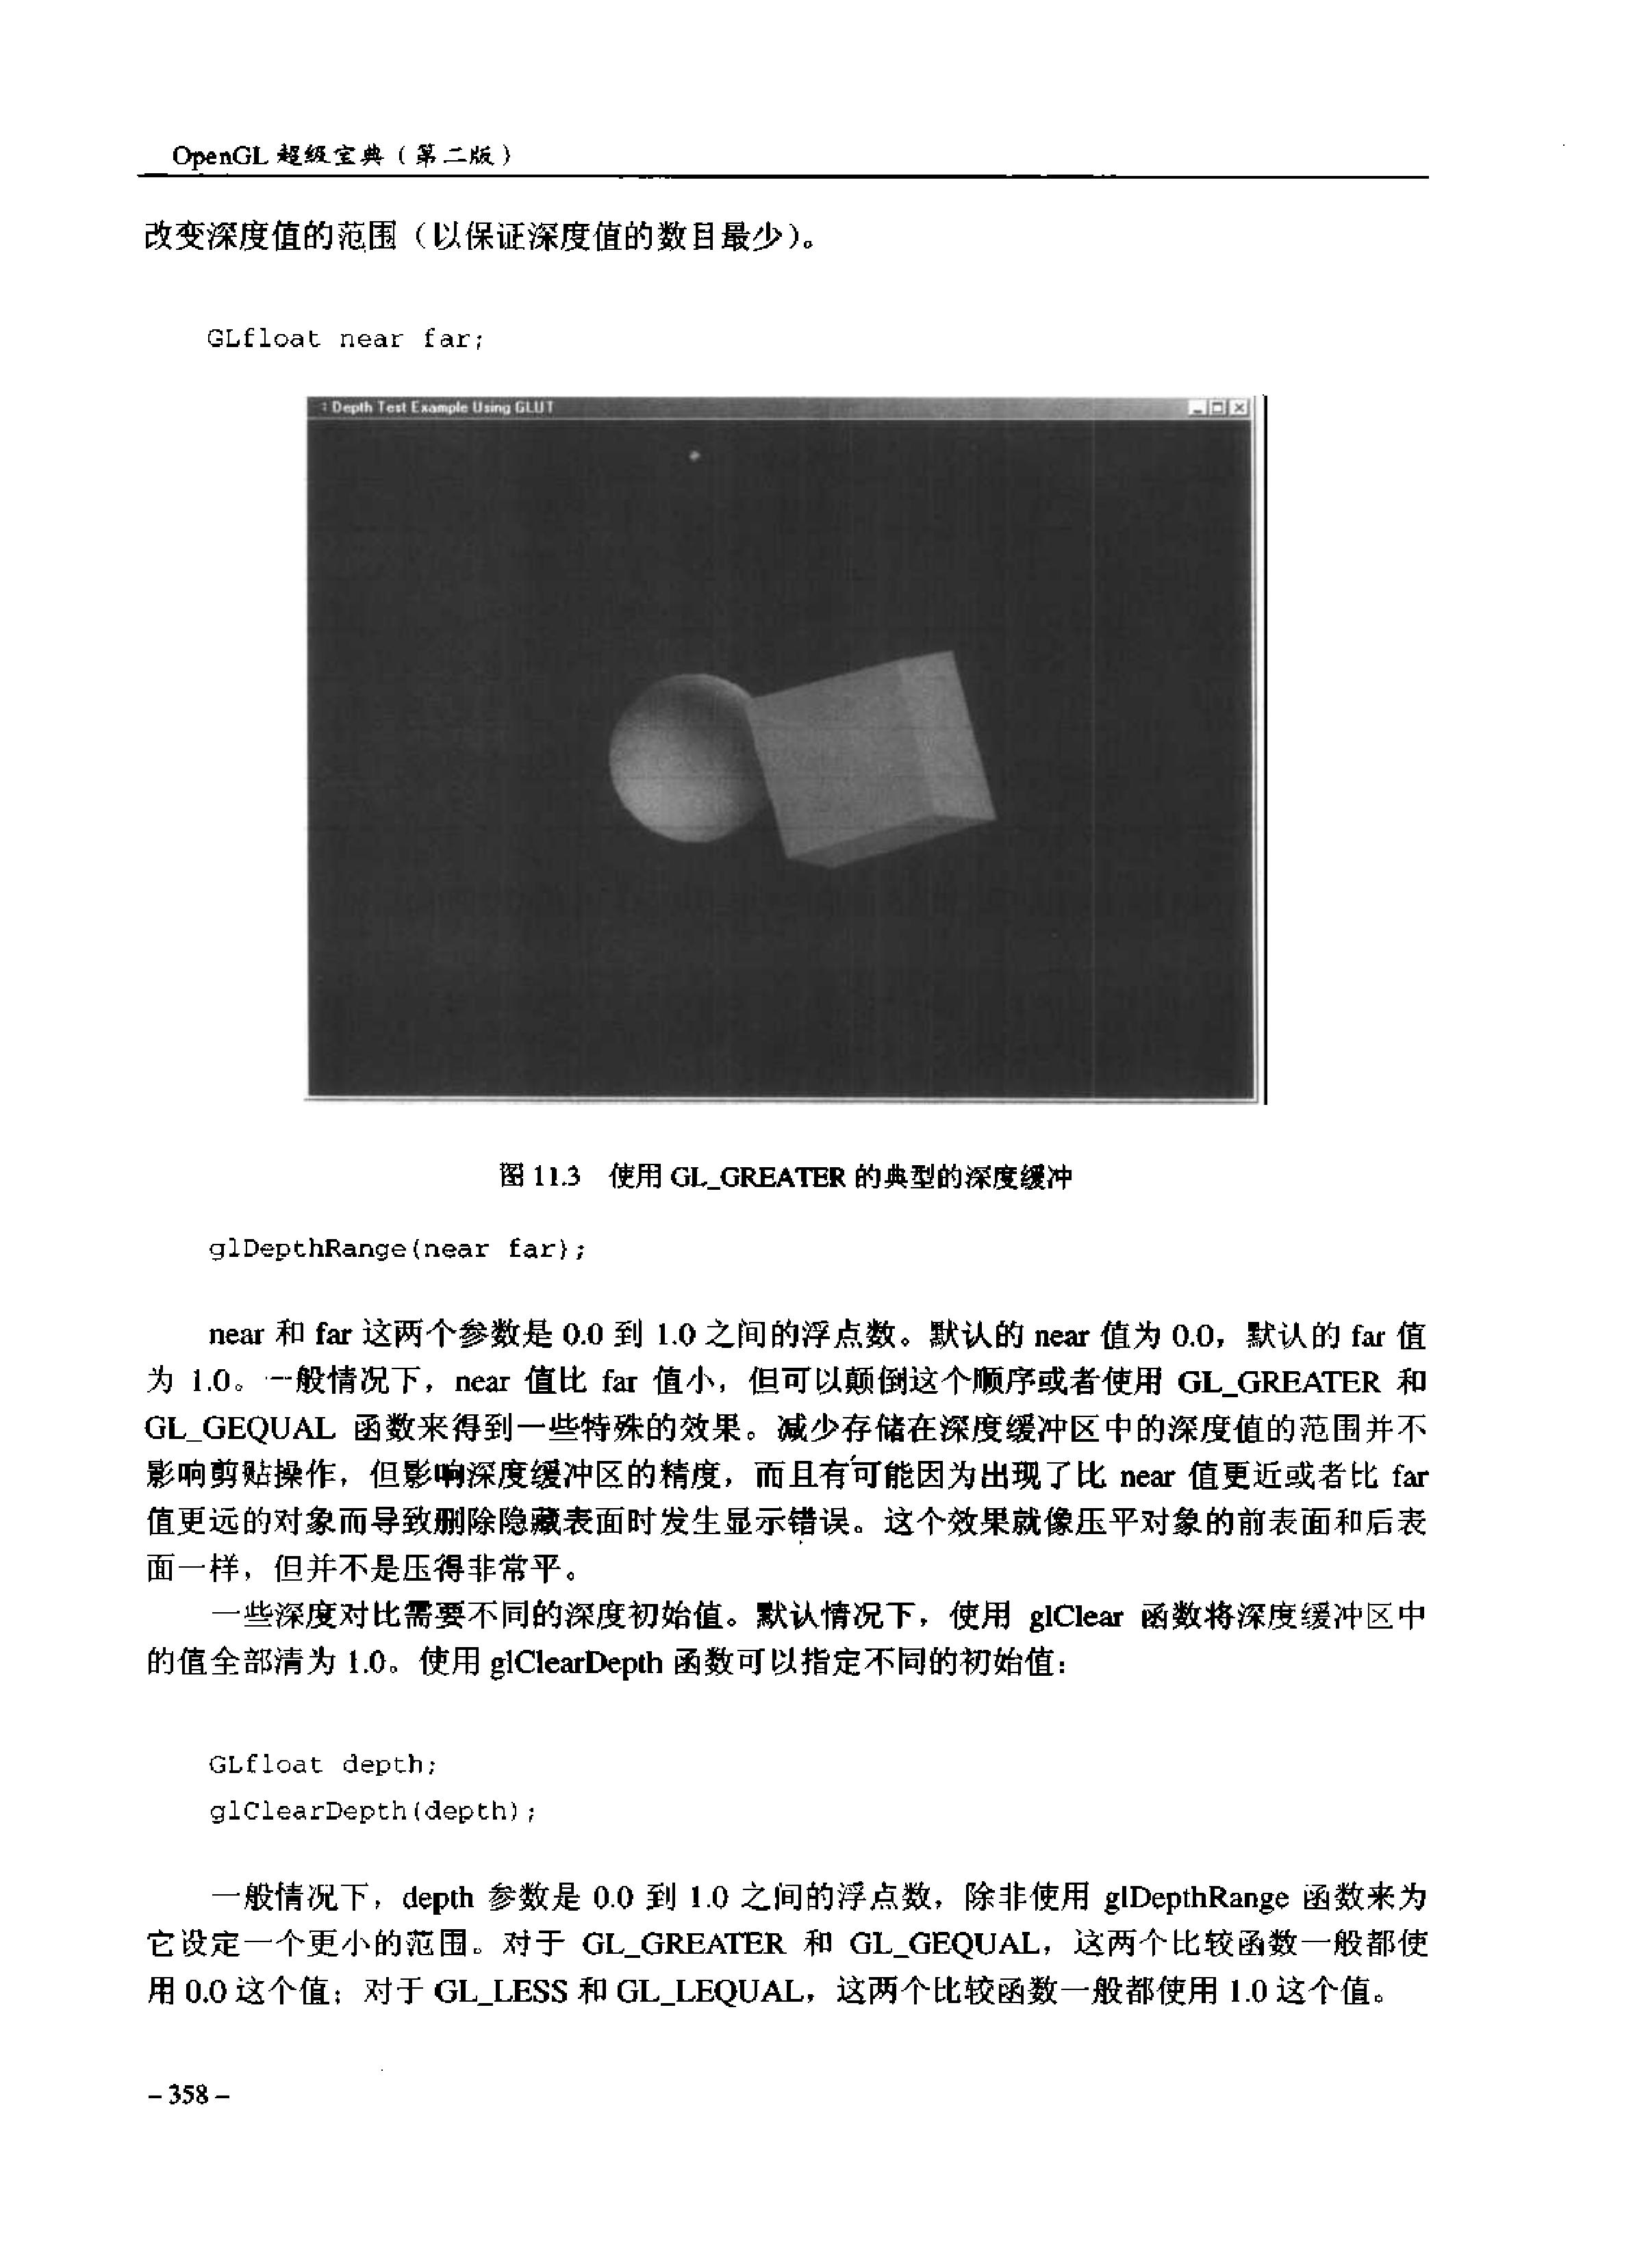 OpenGL 超级宝典（第二版）
改变深度值的范围（以保证深度值的数目最少）。
GLfloat near far;
Depth Test Example Using GLUT
图 11.3 使用 GL_GREATER 的典型的深度缓冲
glDepthRange(near far);
near 和 far 这两个参数是 0.0 到 1.0 之间的浮点数。默认的 near 值为 0.0，默认的 far 值
为 1.0。一般情况下，near 值比 far 值小，但可以颠倒这个顺序或者使用 GL_GREATER 和
GL_GEQUAL 函数来得到一些特殊的效果。减少存储在深度缓冲区中的深度值的范围并不
影响剪贴操作，但影响深度缓冲区的精度，而且有可能因为出现了比 near 值更近或者比 far
值更远的对象而导致删除隐藏表面时发生显示错误。这个效果就像压平对象的前表面和后表
面一样，但并不是压得非常平。
一些深度对比需要不同的深度初始值。默认情况下，使用 glClear 函数将深度缓冲区中
的值全部清为 1.0。使用 glClearDepth 函数可以指定不同的初始值：
GLfloat depth;
glClearDepth(depth);
一般情况下，depth 参数是 0.0 到 1.0 之间的浮点数，除非使用 glDepthRange 函数来为
它设定一个更小的范围。对于 GL_GREATER 和 GL_GEQUAL，这两个比较函数一般都使
用 0.0 这个值；对于 GL_LESS 和 GL_LEQUAL，这两个比较函数一般都使用 1.0 这个值。
– 358 –